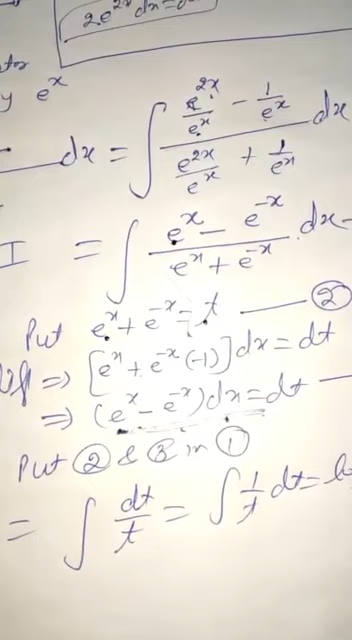 2e^{2x} dx =
y e^x
dx = ∫ (e^{2x}/e^x - 1/e^x) / (e^{2x}/e^x + 1/e^x) dx
I = ∫ (e^x - e^{-x}) / (e^x + e^{-x}) . dx -
Put e^x + e^{-x} = t — ②
⇒ [e^x + e^{-x}(-1)] dx = dt
⇒ (e^x - e^{-x}) dx = dt —
Put ② & ③ in ①
= ∫ dt/t = ∫ 1/t dt =